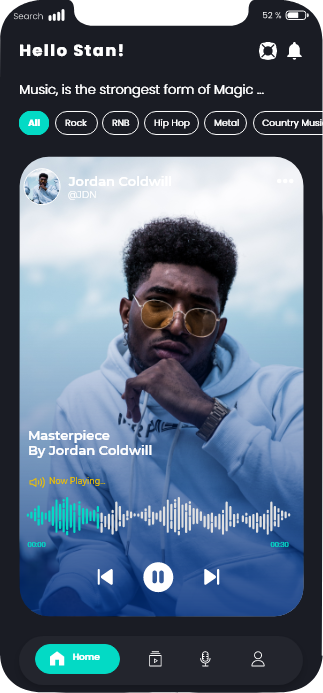 Search
52 %
Hello Stan!
Music, is the strongest form of Magic ...
All
Rock
RNB
Hip Hop
Metal
Country Musi
Jordan Coldwill
@JDN
Masterpiece
By Jordan Coldwill
Now Playing...
00:00
00:30
Home